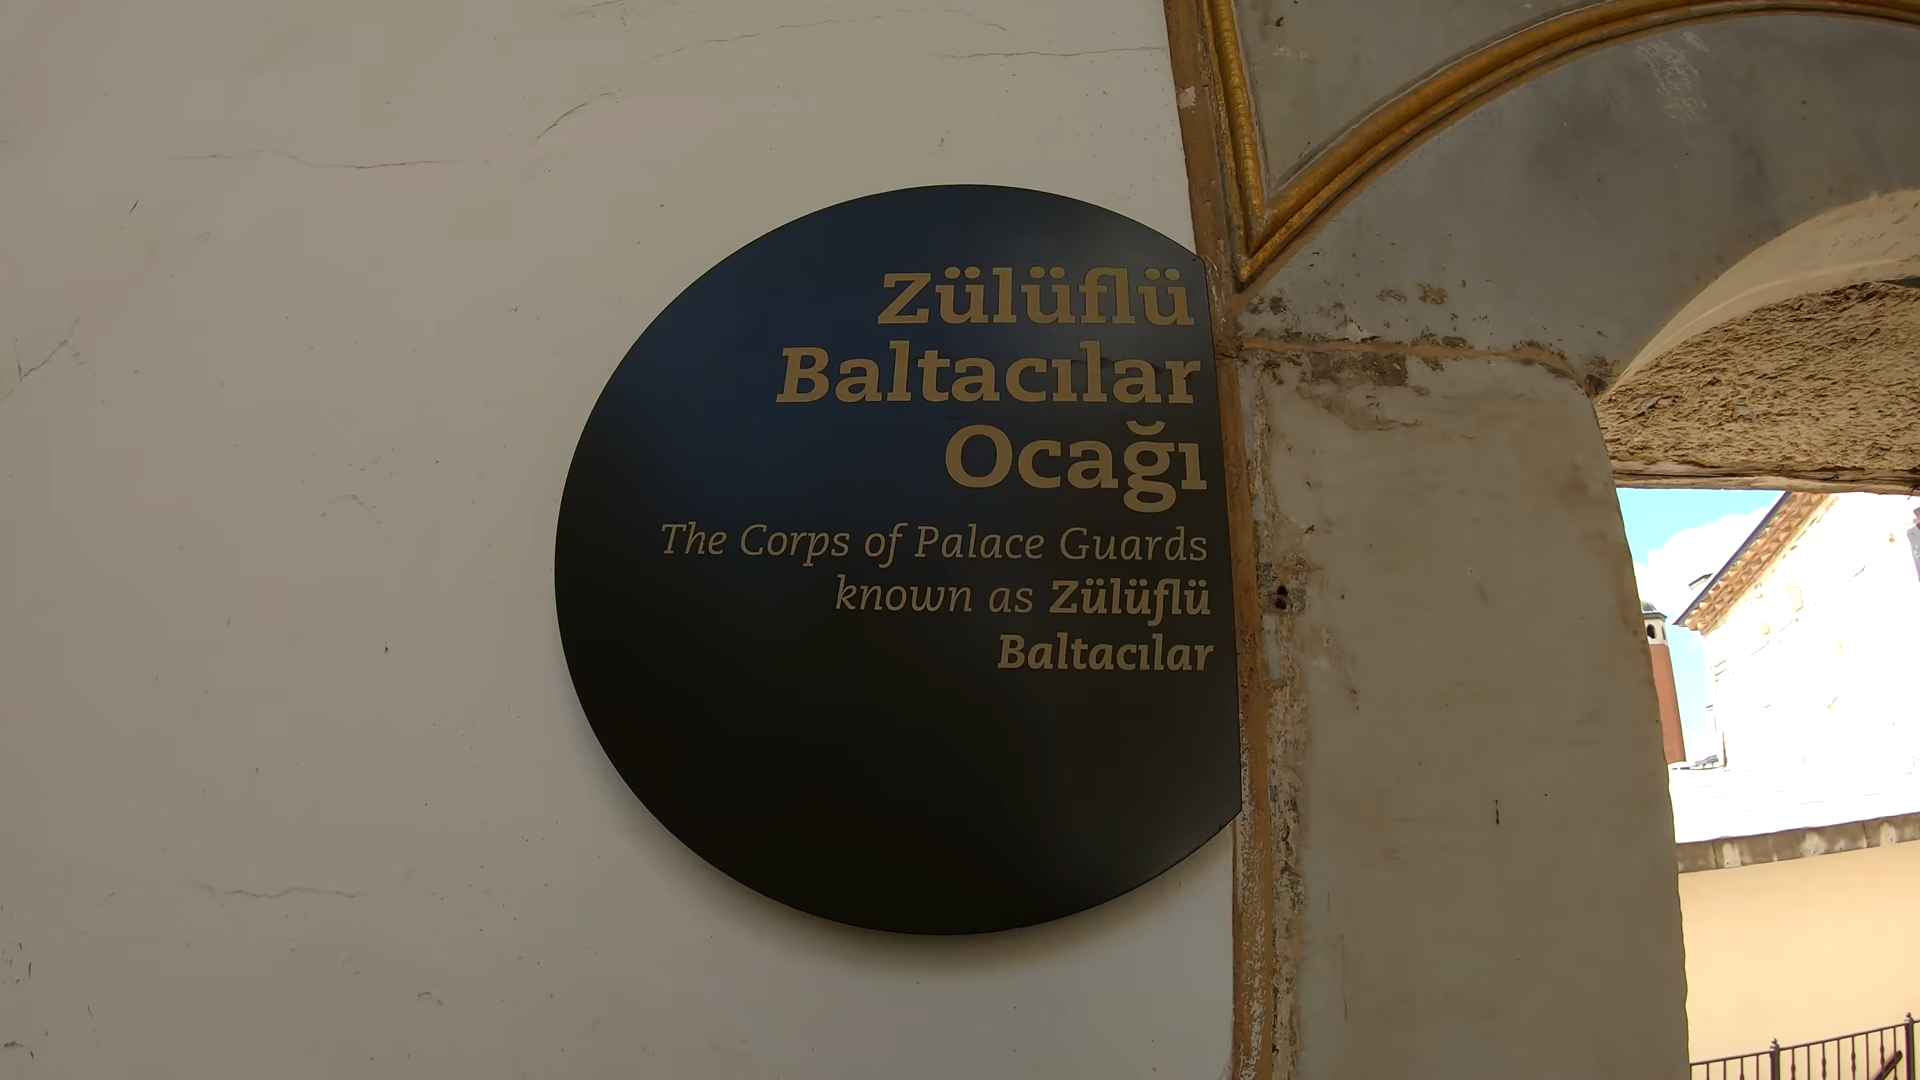 Zülüflü
Baltacılar
Ocağı
The Corps of Palace Guards
known as Zülüflü
Baltacılar